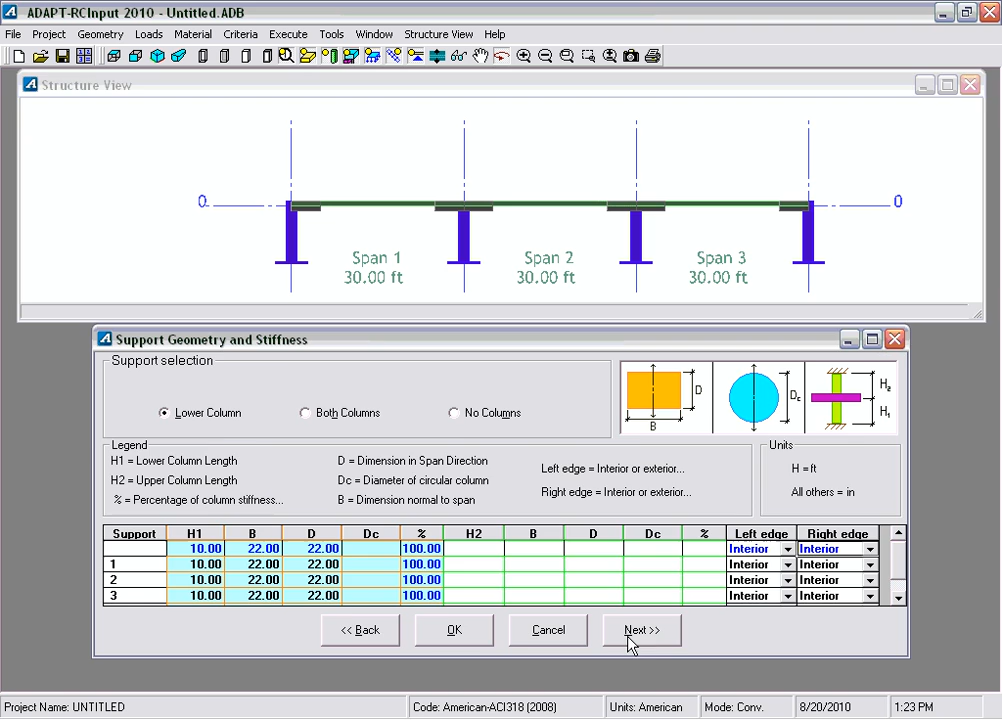 ADAPT-RCInput 2010 - Untitled.ADB
File Project Geometry Loads Material Criteria Execute Tools Window Structure View Help
Structure View
0 0
Span 1 Span 2 Span 3
30.00 ft 30.00 ft 30.00 ft
Support Geometry and Stiffness
Support selection
Lower Column Both Columns No Columns
D B Dc H2 H1
Legend
H1 = Lower Column Length D = Dimension in Span Direction
H2 = Upper Column Length Dc = Diameter of circular column
% = Percentage of column stiffness... B = Dimension normal to span
Left edge = Interior or exterior...
Right edge = Interior or exterior...
Units
H = ft
All others = in
Support H1 B D Dc % H2 B D Dc % Left edge Right edge
10.00 22.00 22.00 100.00 Interior Interior
1 10.00 22.00 22.00 100.00 Interior Interior
2 10.00 22.00 22.00 100.00 Interior Interior
3 10.00 22.00 22.00 100.00 Interior Interior
<< Back OK Cancel Next >>
Project Name: UNTITLED Code: American-ACI318 (2008) Units: American Mode: Conv. 8/20/2010 1:23 PM